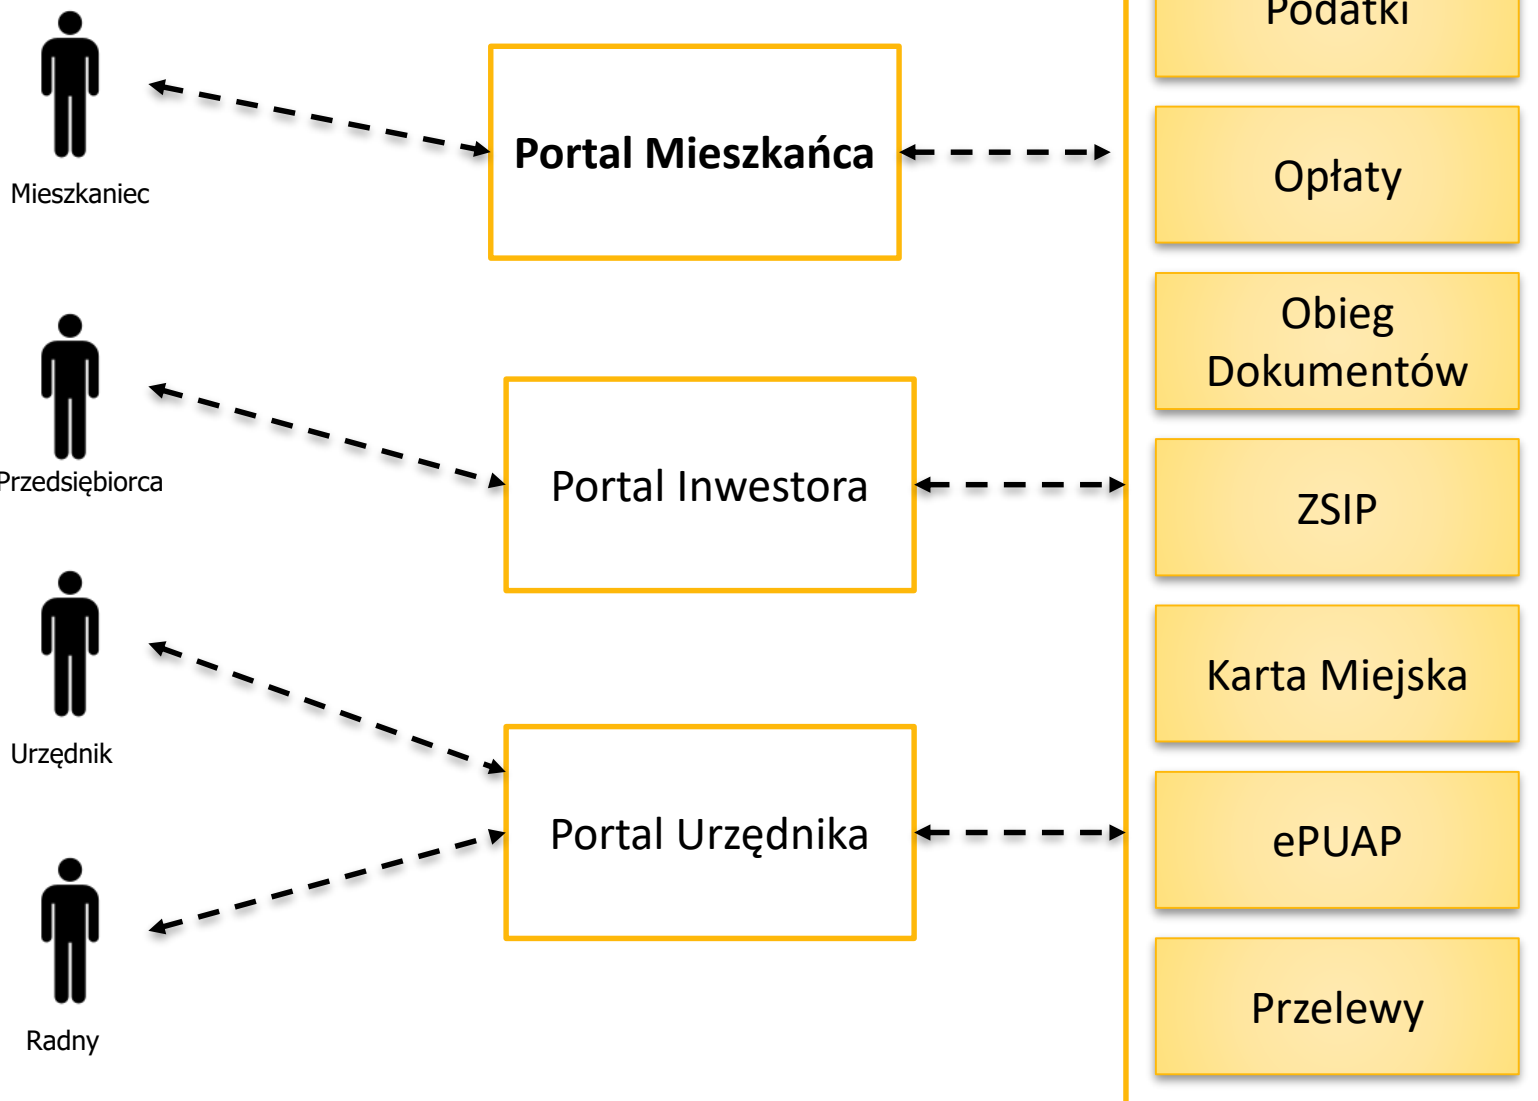 Mieszkaniec
Portal Mieszkańca
Przedsiębiorca
Portal Inwestora
Urzędnik
Portal Urzędnika
Radny
Podatki
Opłaty
Obieg
Dokumentów
ZSIP
Karta Miejska
ePUAP
Przelewy